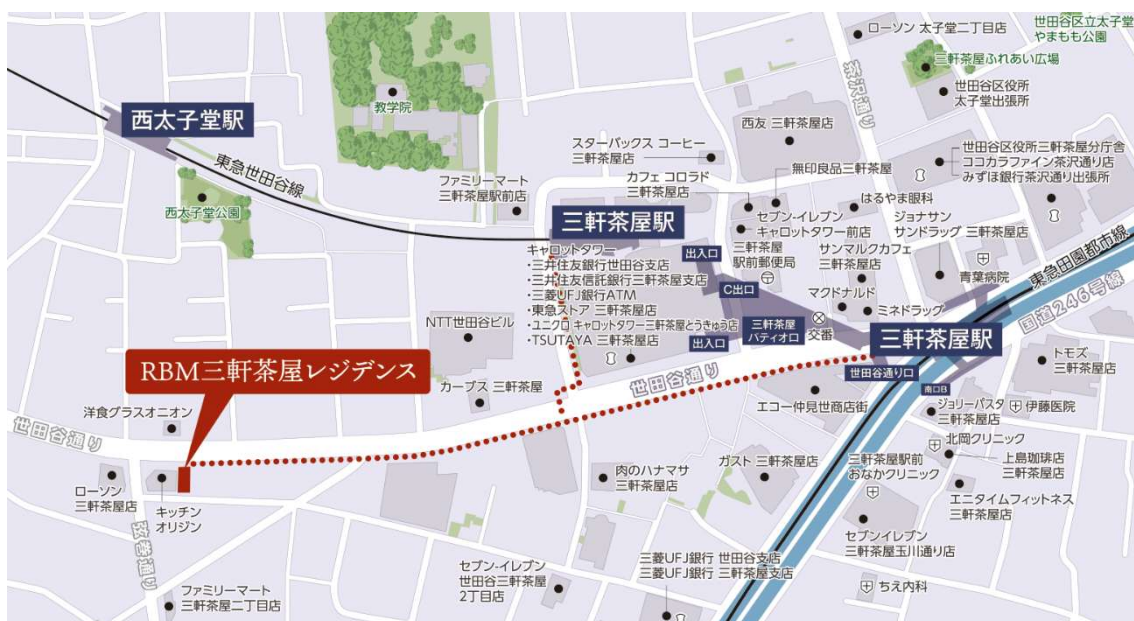 世田谷区立太子堂
やまもも公園
ローソン 太子堂二丁目店
三軒茶屋ふれあい広場
茶沢通り
世田谷区役所
太子堂出張所
教学院
西太子堂駅
西友 三軒茶屋店
スターバックス コーヒー
三軒茶屋店
世田谷区役所三軒茶屋分庁舎
ココカラファイン茶沢通り店
みずほ銀行茶沢通り出張所
東急世田谷線
無印良品三軒茶屋
カフェ コロラド
三軒茶屋店
ファミリーマート
三軒茶屋駅前店
はるやま眼科
西太子堂公園
三軒茶屋駅
セブン-イレブン
キャロットタワー前店
ジョナサン
サンドラッグ 三軒茶屋店
東急田園都市線
キャロットタワー
・三井住友銀行世田谷支店
・三井住友信託銀行三軒茶屋支店
・三菱UFJ銀行ATM
・東急ストア 三軒茶屋店
・ユニクロ キャロットタワー三軒茶屋とうきゅう店
・TSUTAYA 三軒茶屋店
出入口
三軒茶屋
駅前郵便局
サンマルクカフェ
三軒茶屋店
青葉病院
C出口
マクドナルド
国道246号線
ミネドラッグ
NTT世田谷ビル
三軒茶屋
パティオ口
交番
出入口
三軒茶屋駅
RBM三軒茶屋レジデンス
世田谷通り口
トモズ
三軒茶屋店
カーブス 三軒茶屋
世田谷通り
南口B
エコー仲見世商店街
洋食グラスオニオン
ジョリーパスタ
三軒茶屋店
伊藤医院
世田谷通り
北岡クリニック
上島珈琲店
三軒茶屋店
肉のハナマサ
三軒茶屋店
ガスト 三軒茶屋店
三軒茶屋駅前
おなかクリニック
ローソン
三軒茶屋店
キッチン
オリジン
エニタイムフィットネス
三軒茶屋店
弦巻通り
セブンイレブン
三軒茶屋玉川通り店
三菱UFJ銀行 世田谷支店
三菱UFJ銀行 三軒茶屋支店
セブン-イレブン
世田谷三軒茶屋
2丁目店
ちえ内科
ファミリーマート
三軒茶屋二丁目店